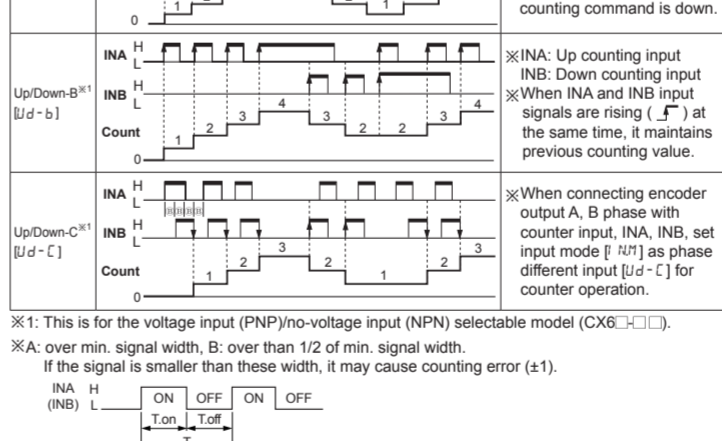 1
1
0
counting command is down.
Up/Down-B※1
[Ud-b]
INA H
L
INB H
L
Count
0
1 2 3 4 3 2 2 3 4
※INA: Up counting input
INB: Down counting input
※When INA and INB input
signals are rising ( ) at
the same time, it maintains
previous counting value.
Up/Down-C※1
[Ud-C]
INA H
L
INB H
L
Count
0
1 2 3 2 1 2 3
※When connecting encoder
output A, B phase with
counter input, INA, INB, set
input mode [I N.M] as phase
different input [Ud-C] for
counter operation.
※1: This is for the voltage input (PNP)/no-voltage input (NPN) selectable model (CX6□-□□).
※A: over min. signal width, B: over than 1/2 of min. signal width.
If the signal is smaller than these width, it may cause counting error (±1).
INA H
(INB) L
ON OFF ON OFF
T.on T.off